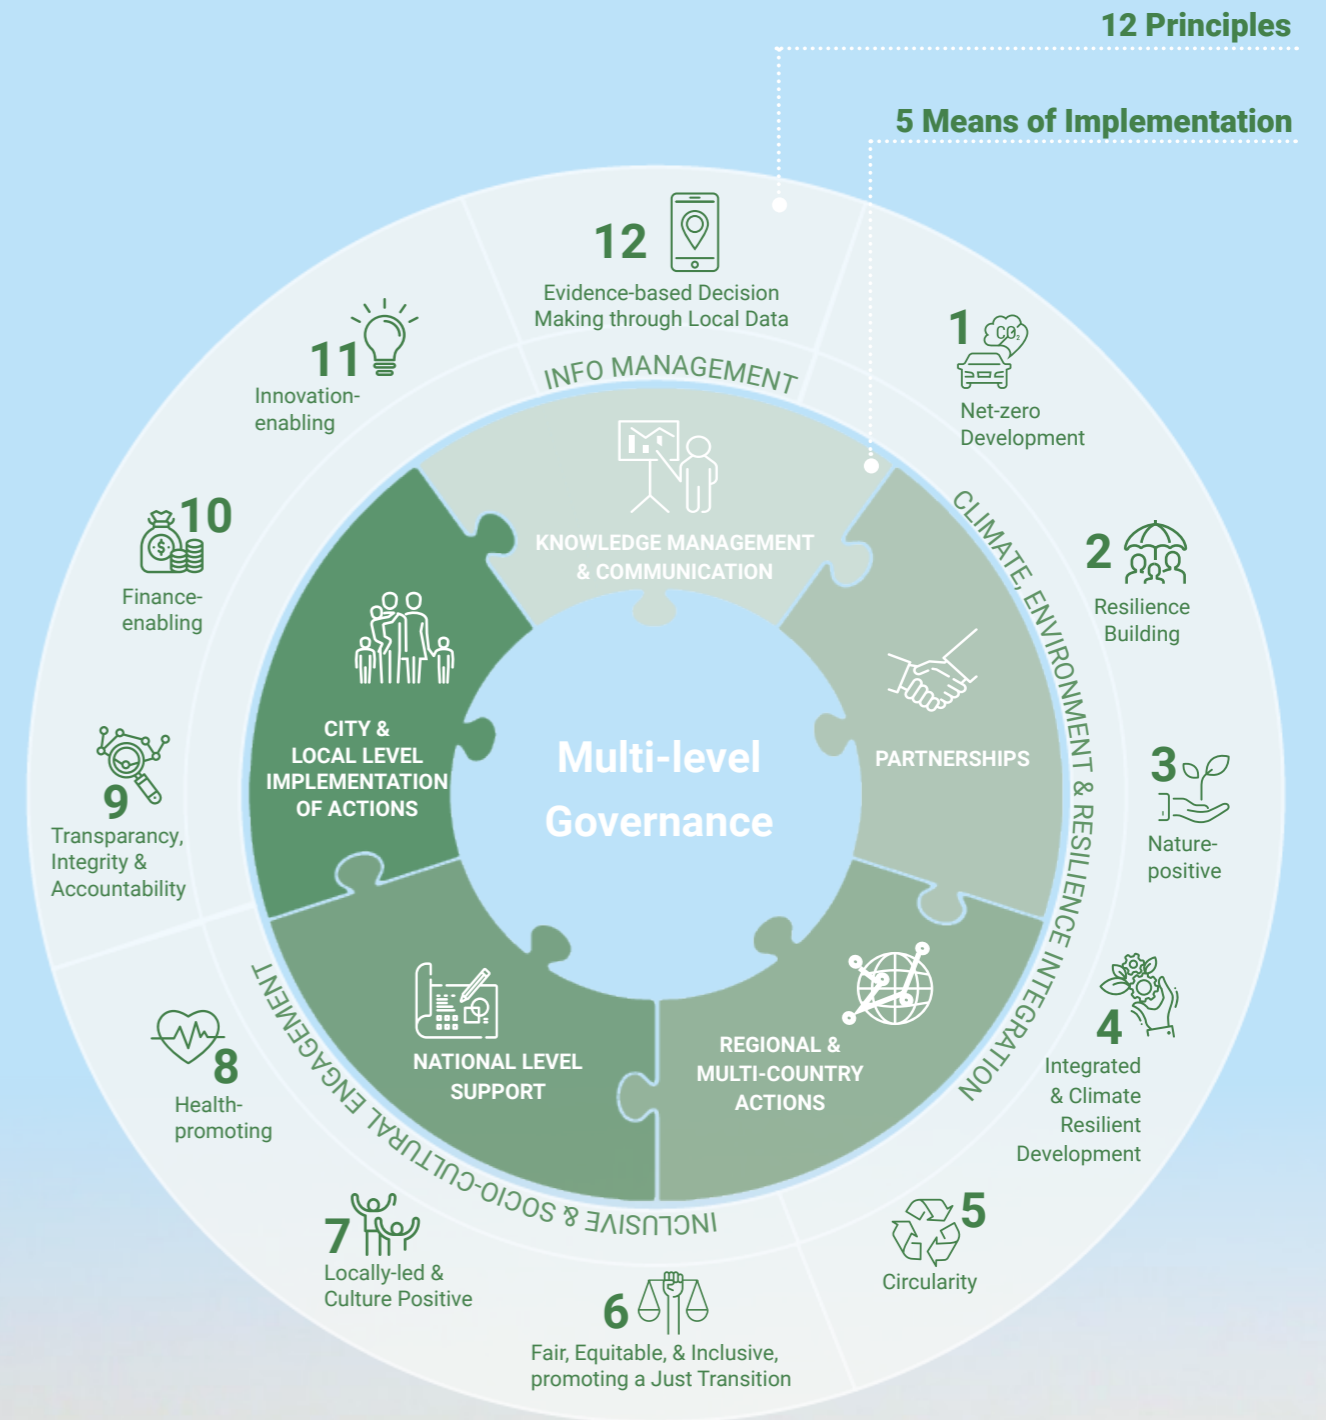 12 Principles
5 Means of Implementation
12
Evidence-based Decision
Making through Local Data
INFO MANAGEMENT
1
CO₂
Net-zero
Development
2
Resilience
Building
3
Nature-
positive
4
Integrated
& Climate
Resilient
Development
5
Circularity
CLIMATE, ENVIRONMENT & RESILIENCE INTEGRATION
6
Fair, Equitable, & Inclusive,
promoting a Just Transition
7
Locally-led &
Culture Positive
8
Health-
promoting
INCLUSIVE & SOCIO-CULTURAL ENGAGEMENT
9
Transparancy,
Integrity &
Accountability
10
$
Finance-
enabling
11
Innovation-
enabling
KNOWLEDGE MANAGEMENT
& COMMUNICATION
PARTNERSHIPS
REGIONAL &
MULTI-COUNTRY
ACTIONS
NATIONAL LEVEL
SUPPORT
CITY &
LOCAL LEVEL
IMPLEMENTATION
OF ACTIONS
Multi-level
Governance